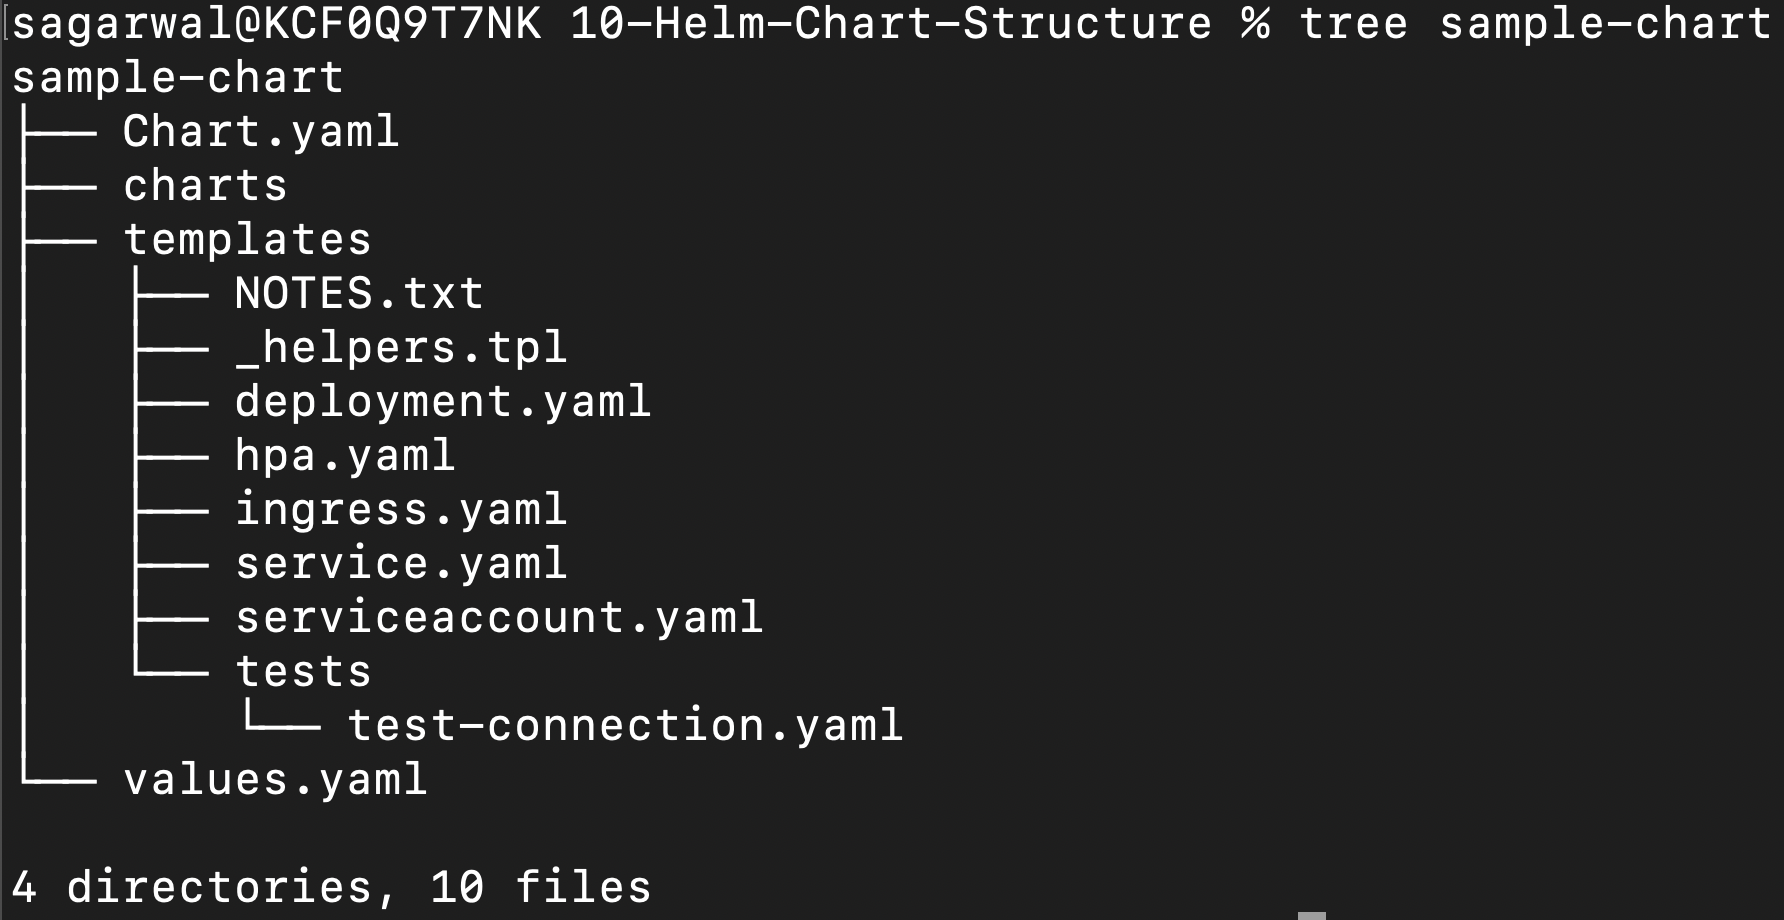 sagarwal@KCF0Q9T7NK 10-Helm-Chart-Structure % tree sample-chart
sample-chart
├── Chart.yaml
├── charts
├── templates
│   ├── NOTES.txt
│   ├── _helpers.tpl
│   ├── deployment.yaml
│   ├── hpa.yaml
│   ├── ingress.yaml
│   ├── service.yaml
│   ├── serviceaccount.yaml
│   └── tests
│       └── test-connection.yaml
└── values.yaml
4 directories, 10 files